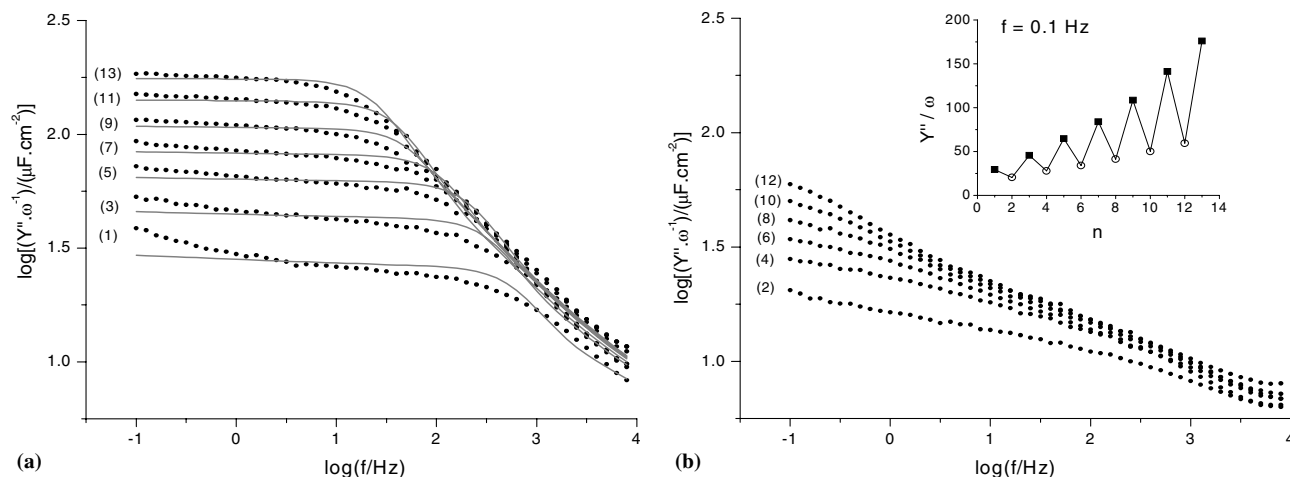 2.5
2.0
1.5
1.0
(13)
(11)
(9)
(7)
(5)
(3)
(1)
log[(Y".ω⁻¹)/(μF.cm⁻²)]
-1 0 1 2 3 4
log(f/Hz)
(a)
2.5
2.0
1.5
1.0
(12)
(10)
(8)
(6)
(4)
(2)
log[(Y".ω⁻¹)/(μF.cm⁻²)]
-1 0 1 2 3 4
log(f/Hz)
(b)
f = 0.1 Hz
200
150
100
50
0
Y" / ω
0 2 4 6 8 10 12 14
n